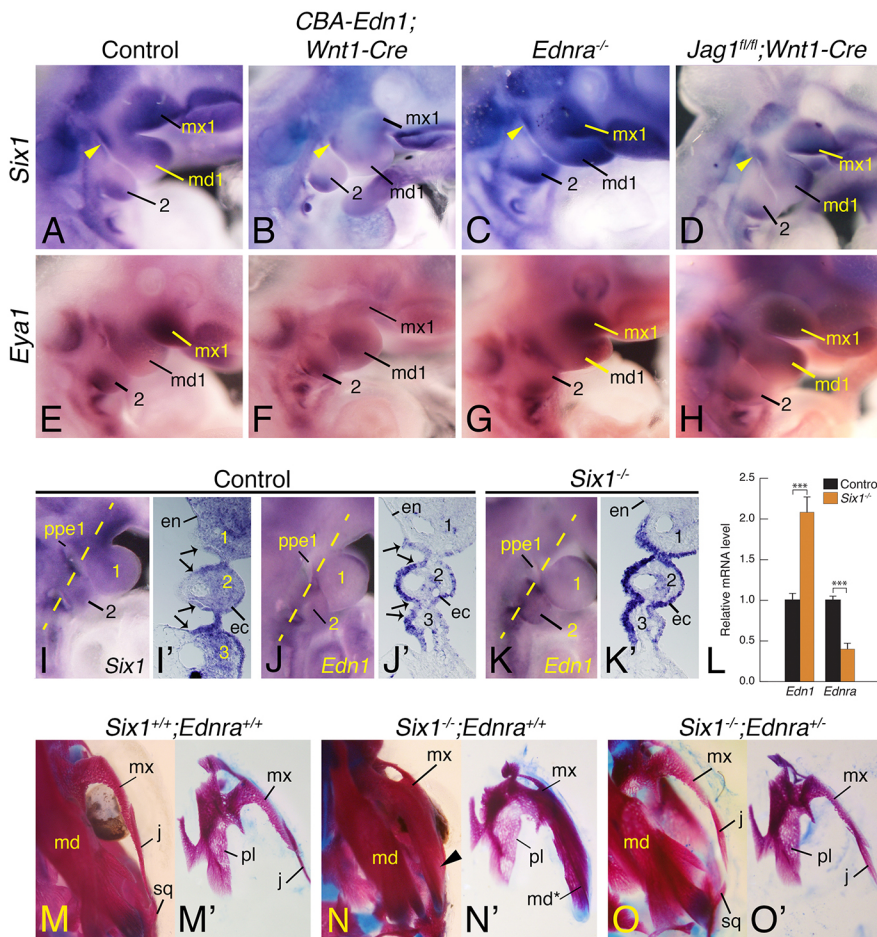 Control
CBA-Edn1;
Wnt1-Cre
Ednra-/-
Jag1fl/fl;Wnt1-Cre
Six1
mx1
md1
2
A
mx1
md1
2
B
mx1
md1
2
C
mx1
md1
2
D
Eya1
mx1
md1
2
E
mx1
md1
2
F
mx1
md1
2
G
mx1
md1
2
H
Control
Six1-/-
ppe1
1
2
I
Six1
en
1
2
ec
3
I’
ppe1
1
2
J
Edn1
en
1
2
ec
3
J’
ppe1
1
2
K
Edn1
en
1
2
ec
3
K’
Control
Six1-/-
***
***
Relative mRNA level
2.5
2.0
1.5
1.0
0.5
0.0
Edn1
Ednra
L
Six1+/+;Ednra+/+
Six1-/-;Ednra+/+
Six1-/-;Ednra+/-
mx
md
j
sq
M
mx
pl
j
M’
mx
md
N
mx
pl
md*
N’
mx
md
j
sq
O
mx
pl
j
O’